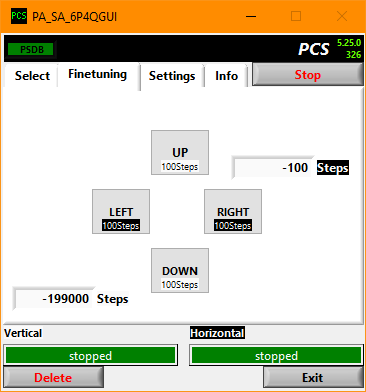 PCS PA_SA_6P4QGUI
PSDB PCS 5.25.0
326
Select Finetuning Settings Info Stop
UP
100Steps
-100 Steps
LEFT
100Steps
RIGHT
100Steps
DOWN
100Steps
-199000 Steps
Vertical Horizontal
stopped stopped
Delete Exit